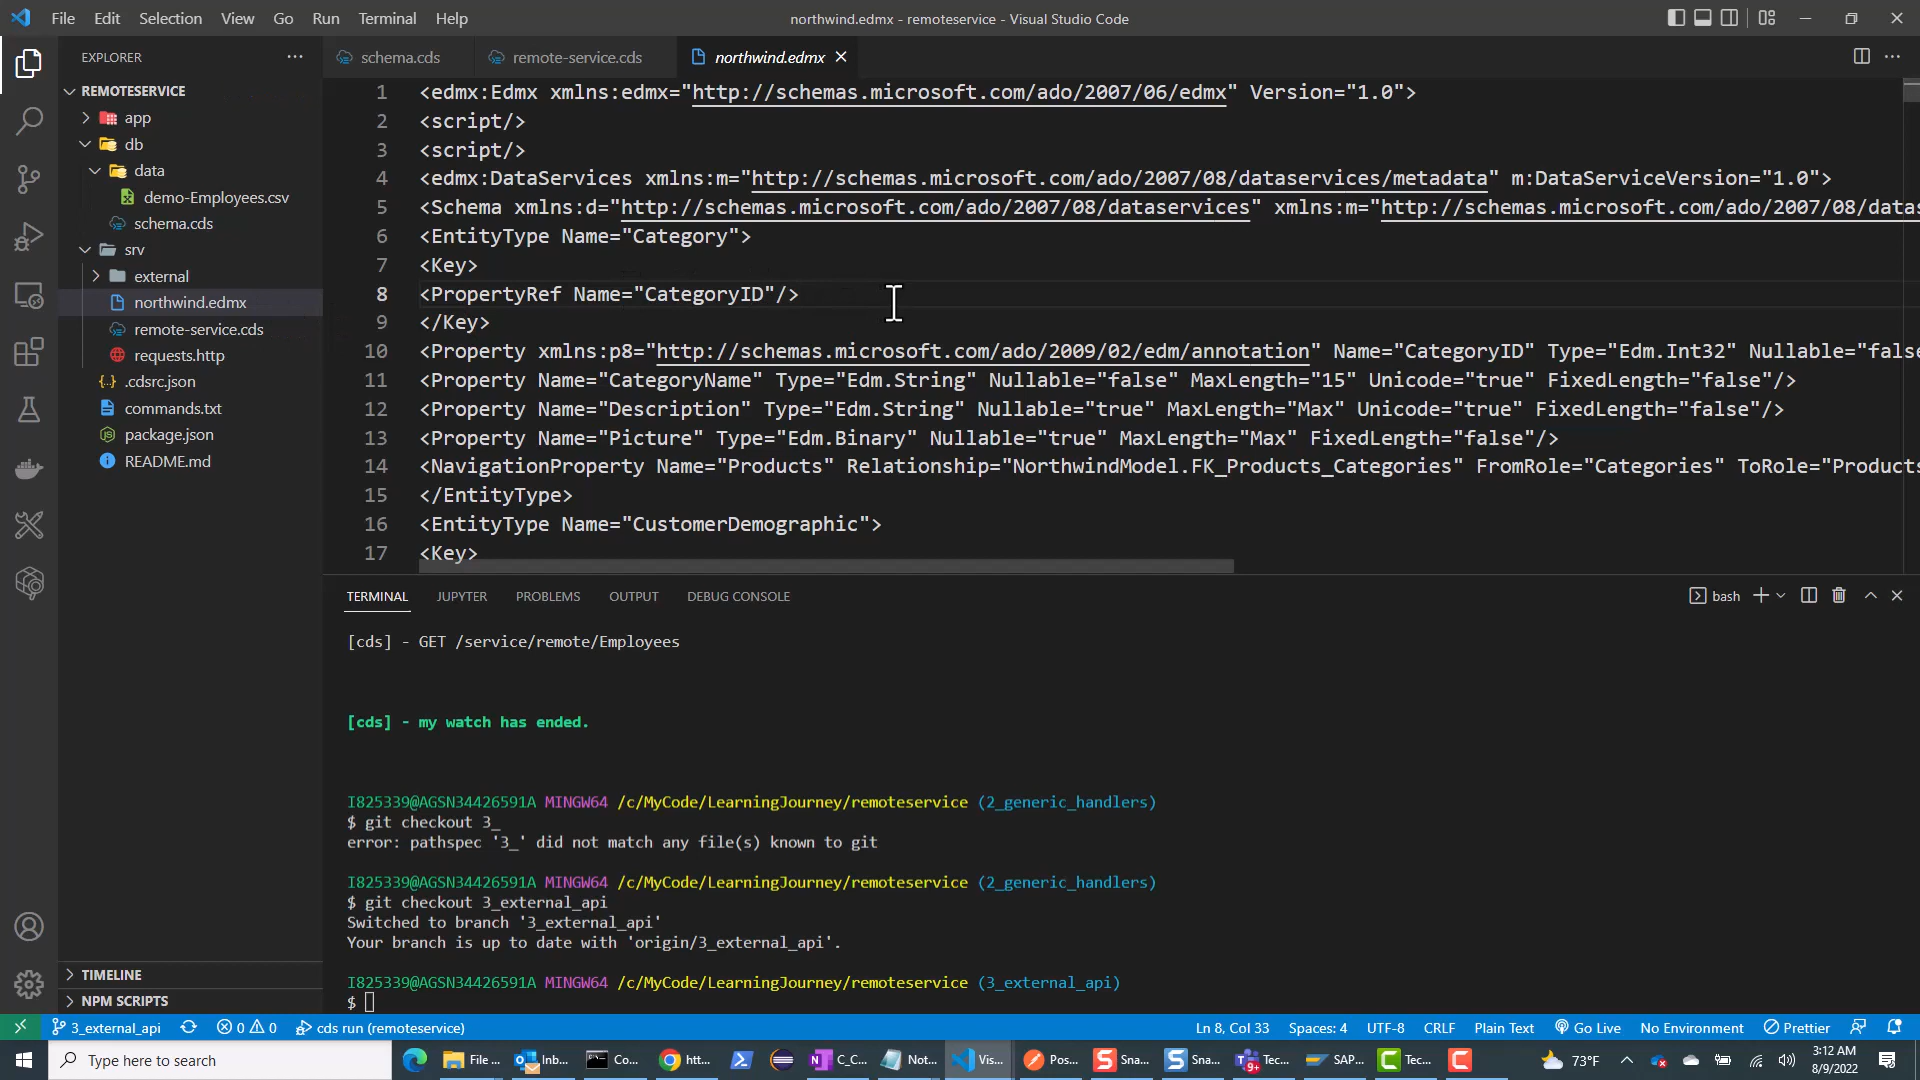 File Edit Selection View Go Run Terminal Help
northwind.edmx - remoteservice - Visual Studio Code
EXPLORER
schema.cds
remote-service.cds
northwind.edmx
REMOTESERVICE
app
db
data
demo-Employees.csv
schema.cds
srv
external
northwind.edmx
remote-service.cds
requests.http
.cdsrc.json
commands.txt
package.json
README.md
TIMELINE
NPM SCRIPTS
1 <edmx:Edmx xmlns:edmx="http://schemas.microsoft.com/ado/2007/06/edmx" Version="1.0">
2 <script/>
3 <script/>
4 <edmx:DataServices xmlns:m="http://schemas.microsoft.com/ado/2007/08/dataservices/metadata" m:DataServiceVersion="1.0">
5 <Schema xmlns:d="http://schemas.microsoft.com/ado/2007/08/dataservices" xmlns:m="http://schemas.microsoft.com/ado/2007/08/datas
6 <EntityType Name="Category">
7 <Key>
8 <PropertyRef Name="CategoryID"/>
9 </Key>
10 <Property xmlns:p8="http://schemas.microsoft.com/ado/2009/02/edm/annotation" Name="CategoryID" Type="Edm.Int32" Nullable="false
11 <Property Name="CategoryName" Type="Edm.String" Nullable="false" MaxLength="15" Unicode="true" FixedLength="false"/>
12 <Property Name="Description" Type="Edm.String" Nullable="true" MaxLength="Max" Unicode="true" FixedLength="false"/>
13 <Property Name="Picture" Type="Edm.Binary" Nullable="true" MaxLength="Max" FixedLength="false"/>
14 <NavigationProperty Name="Products" Relationship="NorthwindModel.FK_Products_Categories" FromRole="Categories" ToRole="Products
15 </EntityType>
16 <EntityType Name="CustomerDemographic">
17 <Key>
TERMINAL JUPYTER PROBLEMS OUTPUT DEBUG CONSOLE
bash
[cds] - GET /service/remote/Employees
[cds] - my watch has ended.
I825339@AGSN34426591A MINGW64 /c/MyCode/LearningJourney/remoteservice (2_generic_handlers)
$ git checkout 3_
error: pathspec '3_' did not match any file(s) known to git
I825339@AGSN34426591A MINGW64 /c/MyCode/LearningJourney/remoteservice (2_generic_handlers)
$ git checkout 3_external_api
Switched to branch '3_external_api'
Your branch is up to date with 'origin/3_external_api'.
I825339@AGSN34426591A MINGW64 /c/MyCode/LearningJourney/remoteservice (3_external_api)
$
3_external_api 0 0 cds run (remoteservice) Ln 8, Col 33 Spaces: 4 UTF-8 CRLF Plain Text Go Live No Environment Prettier
Type here to search File ... Inb... Co... htt... C_C... Not... Vis... Pos... Sna... Sna... Tec... SAP... Tec... 73°F
9+
3:12 AM
8/9/2022